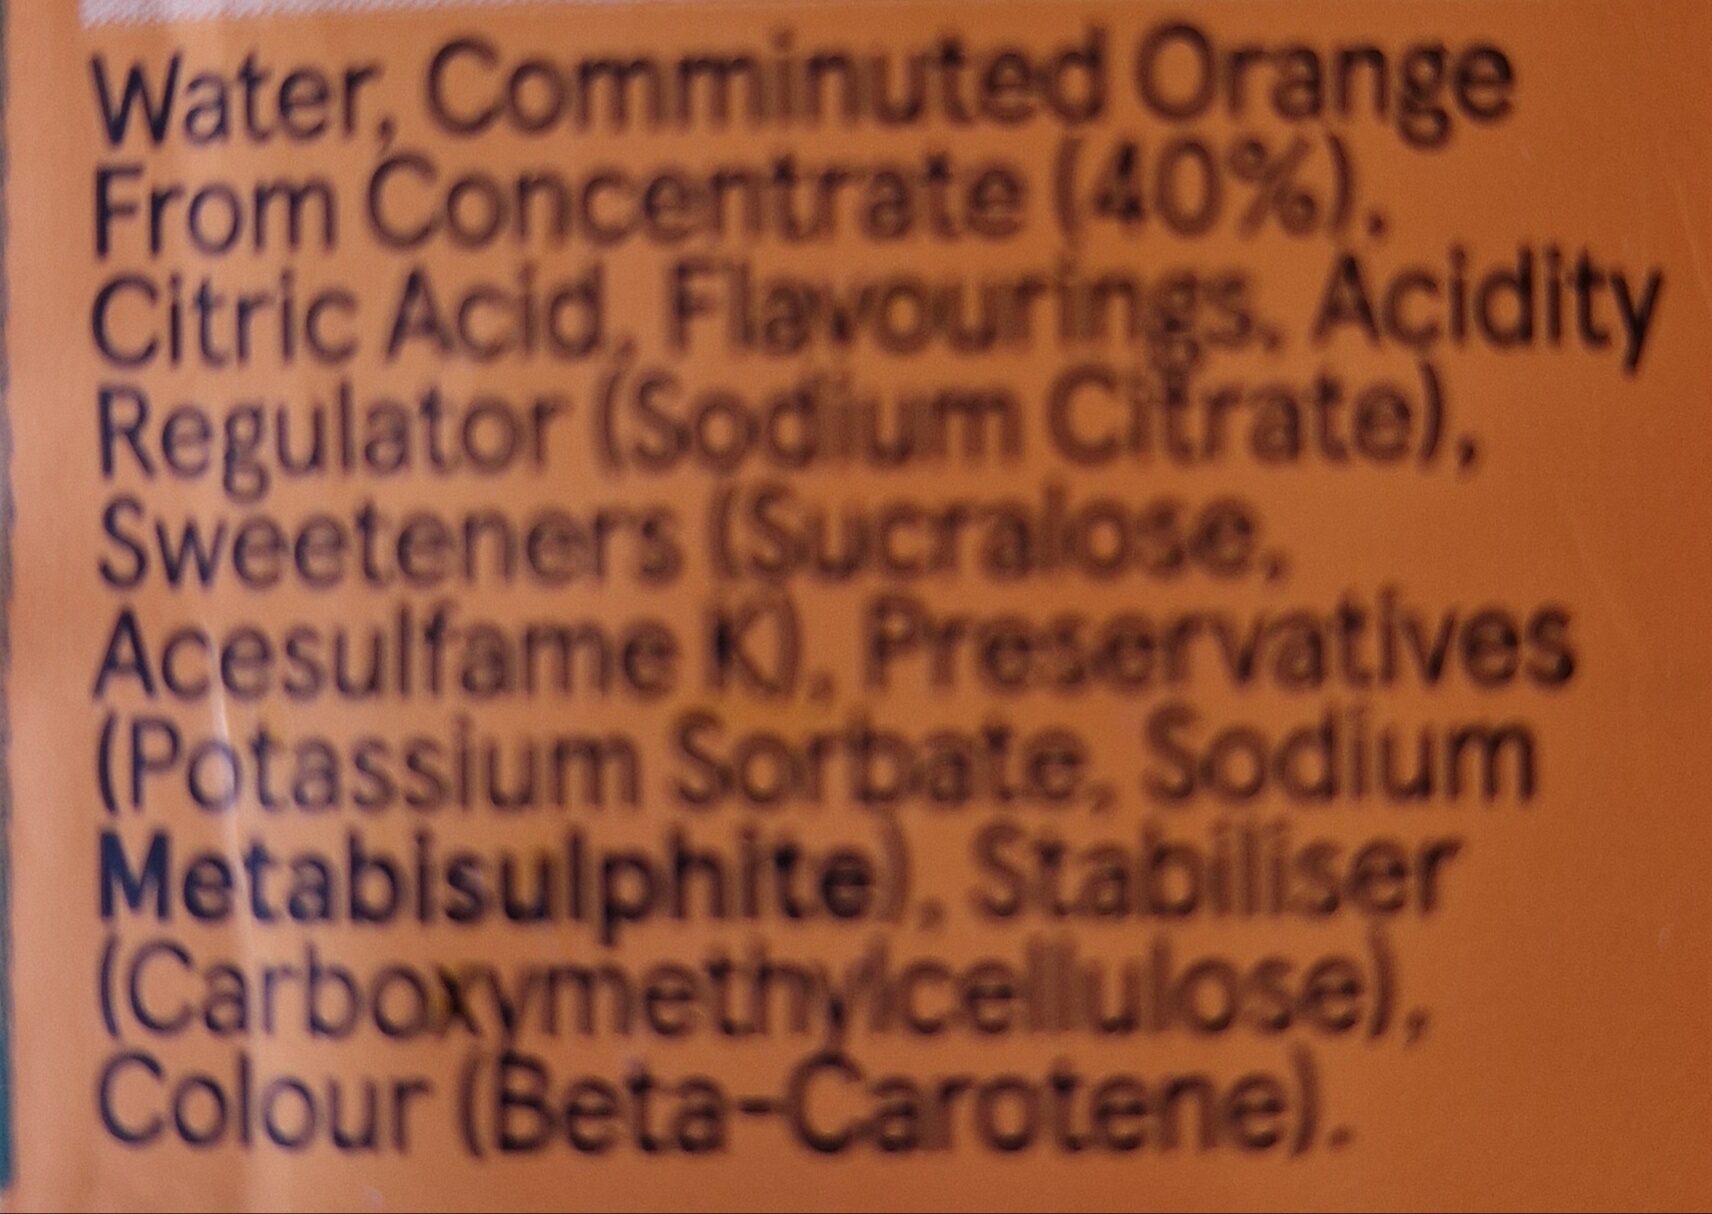 Water, Comminuted Orange
From Concentrate (40%),
Citric Acid, Flavourings, Acidity
Regulator (Sodium Citrate),
Sweeteners (Sucralose,
Acesulfame K), Preservatives
(Potassium Sorbate, Sodium
Metabisulphite), Stabiliser
(Carboxymethylcellulose),
Colour (Beta-Carotene).